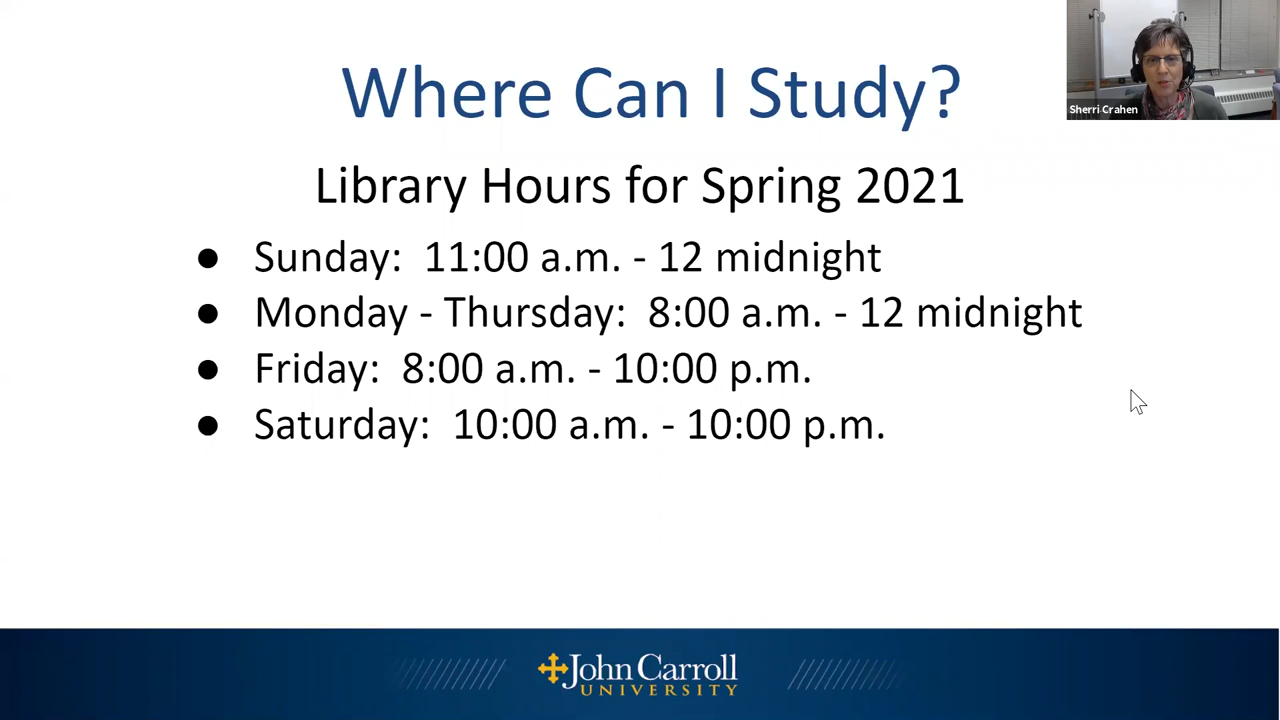 Where Can I Study?
Sherri Crahen
Library Hours for Spring 2021
● Sunday: 11:00 a.m. - 12 midnight
● Monday - Thursday: 8:00 a.m. - 12 midnight
● Friday: 8:00 a.m. - 10:00 p.m.
● Saturday: 10:00 a.m. - 10:00 p.m.
John Carroll
UNIVERSITY